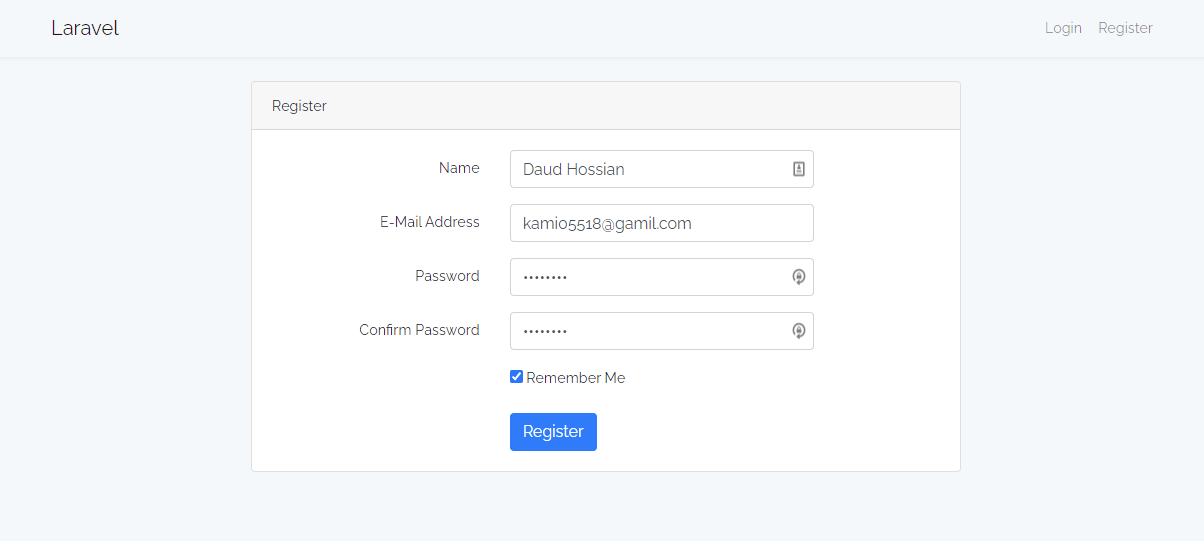 Laravel
Login Register
Register
Name Daud Hossian
E-Mail Address kamio5518@gamil.com
Password ••••••••
Confirm Password ••••••••
Remember Me
Register